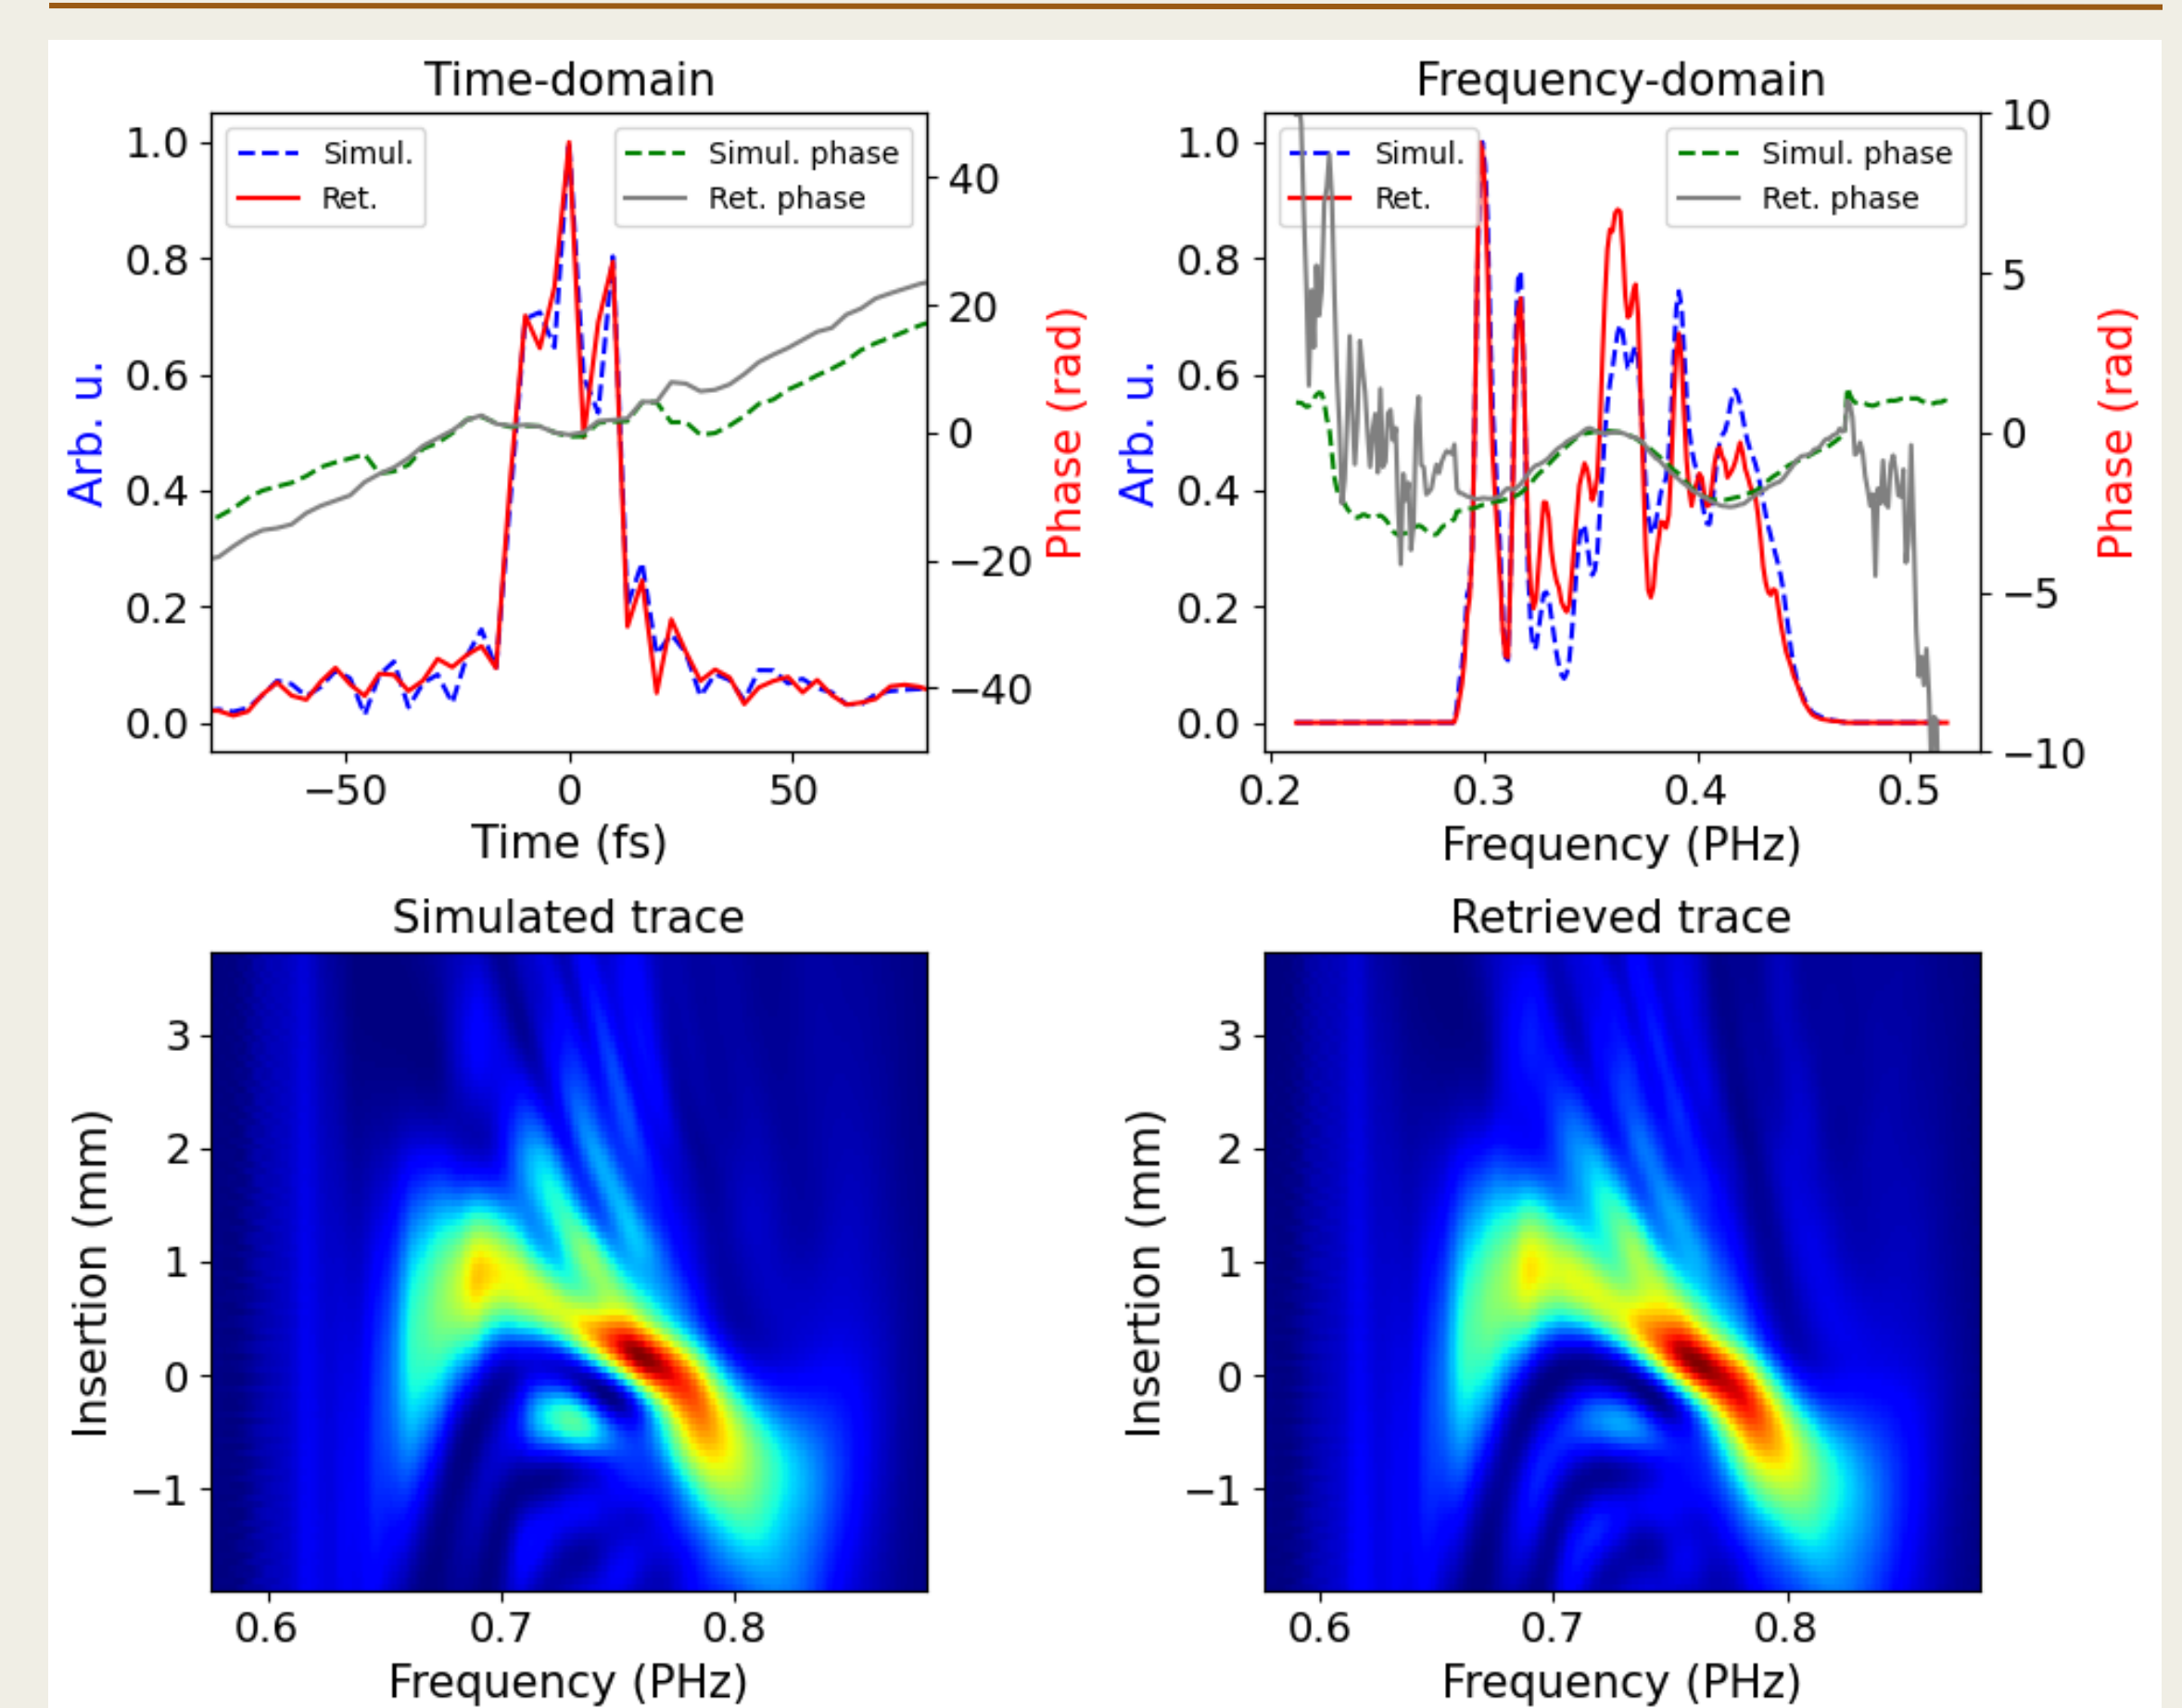 Time-domain
Simul.
Ret.
Simul. phase
Ret. phase
1.0
0.8
0.6
0.4
0.2
0.0
40
20
0
−20
−40
Arb. u.
Phase (rad)
−50 0 50
Time (fs)
Frequency-domain
Simul.
Ret.
Simul. phase
Ret. phase
1.0
0.8
0.6
0.4
0.2
0.0
10
5
0
−5
−10
Arb. u.
Phase (rad)
0.2 0.3 0.4 0.5
Frequency (PHz)
Simulated trace
3
2
1
0
−1
Insertion (mm)
0.6 0.7 0.8
Frequency (PHz)
Retrieved trace
3
2
1
0
−1
Insertion (mm)
0.6 0.7 0.8
Frequency (PHz)